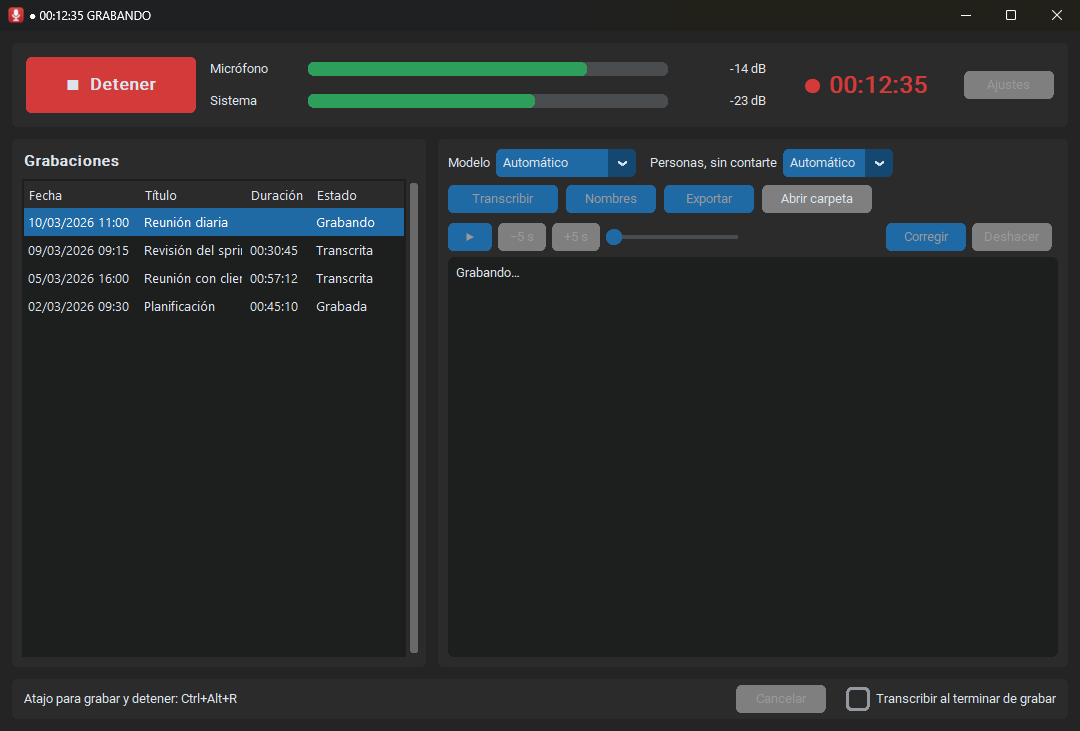 ● 00:12:35 GRABANDO
Detener
Micrófono -14 dB
Sistema -23 dB
● 00:12:35
Ajustes
Grabaciones
Fecha Título Duración Estado
10/03/2026 11:00 Reunión diaria Grabando
09/03/2026 09:15 Revisión del sprin 00:30:45 Transcrita
05/03/2026 16:00 Reunión con clien 00:57:12 Transcrita
02/03/2026 09:30 Planificación 00:45:10 Grabada
Modelo Automático Personas, sin contarte Automático
Transcribir Nombres Exportar Abrir carpeta
−5 s +5 s Corregir Deshacer
Grabando…
Atajo para grabar y detener: Ctrl+Alt+R
Cancelar Transcribir al terminar de grabar